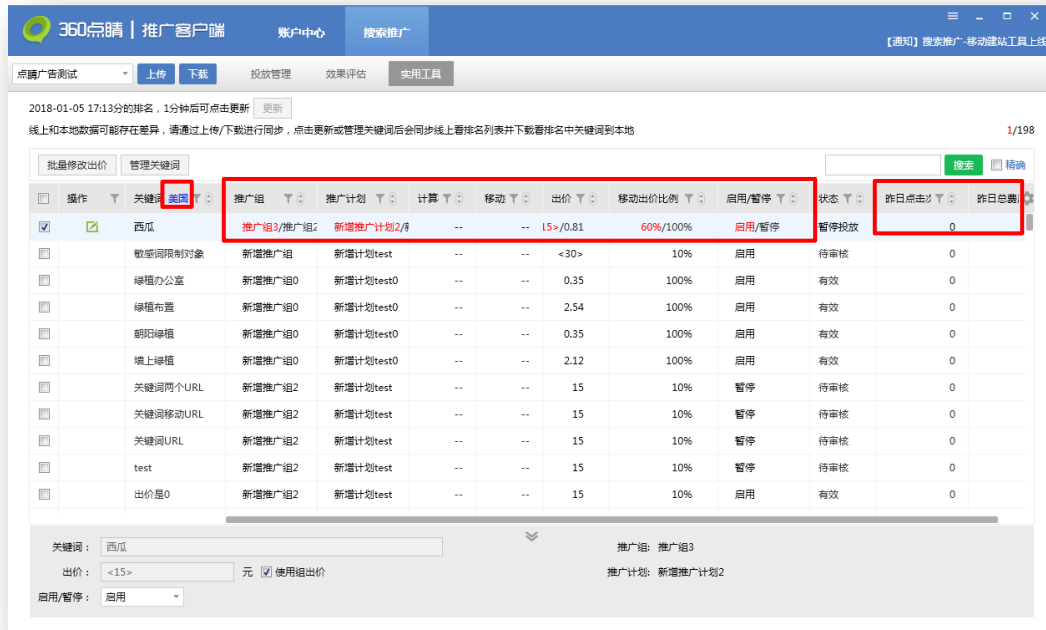 360点睛 | 推广客户端 账户中心 搜索推广
【通知】搜索推广-移动建站工具上线
点睛广告测试 上传 下载 投放管理 效果评估 实用工具
2018-01-05 17:13分的排名，1分钟后可点击更新 更新
线上和本地数据可能存在差异，请通过上传/下载进行同步，点击更新或管理关键词后会同步线上看排名列表并下载看排名中关键词到本地 1/198
批量修改出价 管理关键词 搜索 精确
操作 关键词 美国 推广组 推广计划 计算 移动 出价 移动出价比例 启用/暂停 状态 昨日点击 昨日总费
西瓜 推广组3/推广组2 新增推广计划2/ -- -- 15>/0.81 60%/100% 启用/暂停 暂停投放 0
敏感词限制对象 新增推广组 新增计划test -- -- <30> 10% 启用 待审核 0
绿植办公室 新增推广组0 新增计划test0 -- -- 0.35 100% 启用 有效 0
绿植布置 新增推广组0 新增计划test0 -- -- 2.54 100% 启用 有效 0
朝阳绿植 新增推广组0 新增计划test0 -- -- 0.35 100% 启用 有效 0
墙上绿植 新增推广组0 新增计划test0 -- -- 2.12 100% 启用 有效 0
关键词两个URL 新增推广组2 新增计划test -- -- 15 10% 暂停 待审核 0
关键词移动URL 新增推广组2 新增计划test -- -- 15 10% 暂停 待审核 0
关键词URL 新增推广组2 新增计划test -- -- 15 10% 暂停 待审核 0
test 新增推广组2 新增计划test -- -- 15 10% 暂停 待审核 0
出价是0 新增推广组2 新增计划test -- -- 15 10% 启用 有效 0
关键词： 西瓜 推广组: 推广组3
出价： <15> 元 使用组出价 推广计划: 新增推广计划2
启用/暂停： 启用